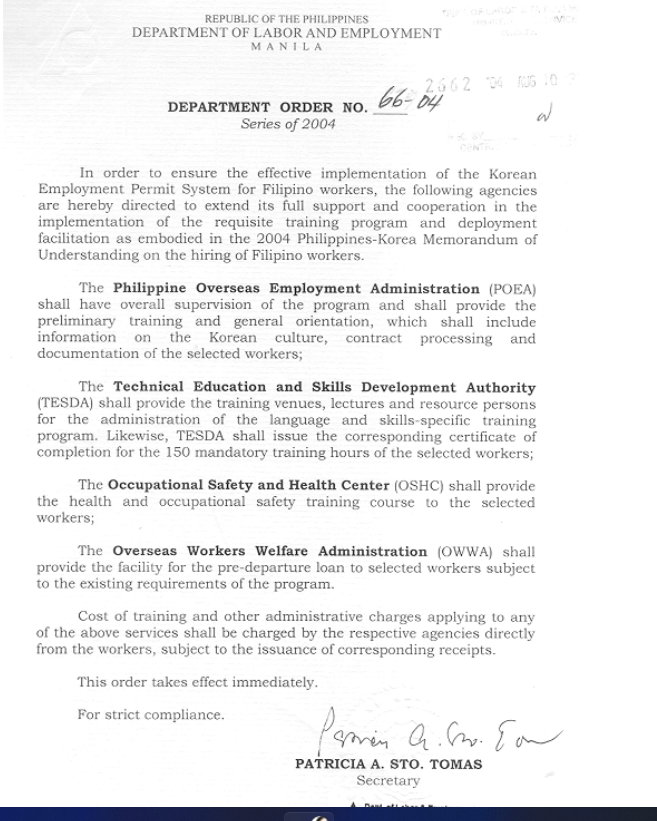 REPUBLIC OF THE PHILIPPINES
DEPARTMENT OF LABOR AND EMPLOYMENT
MANILA
2662 '04 AUG 10
DEPARTMENT ORDER NO. 66-04
Series of 2004
In order to ensure the effective implementation of the Korean
Employment Permit System for Filipino workers, the following agencies
are hereby directed to extend its full support and cooperation in the
implementation of the requisite training program and deployment
facilitation as embodied in the 2004 Philippines-Korea Memorandum of
Understanding on the hiring of Filipino workers.
The Philippine Overseas Employment Administration (POEA)
shall have overall supervision of the program and shall provide the
preliminary training and general orientation, which shall include
information on the Korean culture, contract processing and
documentation of the selected workers;
The Technical Education and Skills Development Authority
(TESDA) shall provide the training venues, lectures and resource persons
for the administration of the language and skills-specific training
program. Likewise, TESDA shall issue the corresponding certificate of
completion for the 150 mandatory training hours of the selected workers;
The Occupational Safety and Health Center (OSHC) shall provide
the health and occupational safety training course to the selected
workers;
The Overseas Workers Welfare Administration (OWWA) shall
provide the facility for the pre-departure loan to selected workers subject
to the existing requirements of the program.
Cost of training and other administrative charges applying to any
of the above services shall be charged by the respective agencies directly
from the workers, subject to the issuance of corresponding receipts.
This order takes effect immediately.
For strict compliance.
PATRICIA A. STO. TOMAS
Secretary